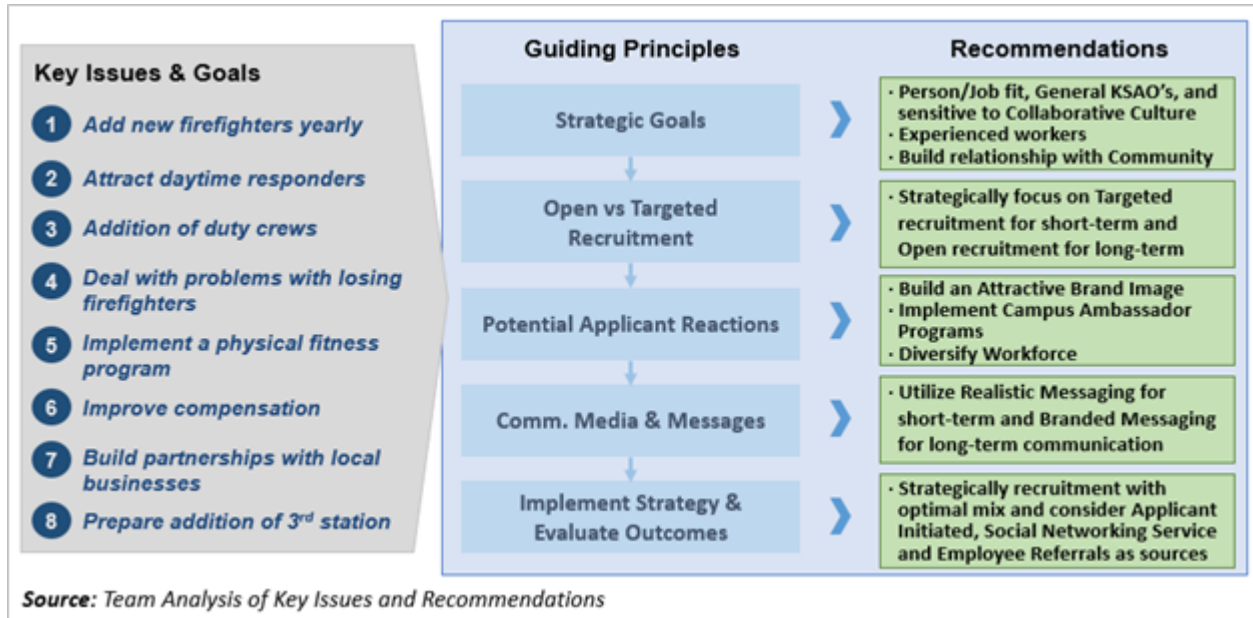 Key Issues & Goals
1 Add new firefighters yearly
2 Attract daytime responders
3 Addition of duty crews
4 Deal with problems with losing
firefighters
5 Implement a physical fitness
program
6 Improve compensation
7 Build partnerships with local
businesses
8 Prepare addition of 3rd station
Guiding Principles
Strategic Goals
Open vs Targeted
Recruitment
Potential Applicant Reactions
Comm. Media & Messages
Implement Strategy &
Evaluate Outcomes
Recommendations
· Person/Job fit, General KSAO's, and
sensitive to Collaborative Culture
· Experienced workers
· Build relationship with Community
· Strategically focus on Targeted
recruitment for short-term and
Open recruitment for long-term
· Build an Attractive Brand Image
· Implement Campus Ambassador
Programs
· Diversify Workforce
· Utilize Realistic Messaging for
short-term and Branded Messaging
for long-term communication
· Strategically recruitment with
optimal mix and consider Applicant
Initiated, Social Networking Service
and Employee Referrals as sources
Source: Team Analysis of Key Issues and Recommendations